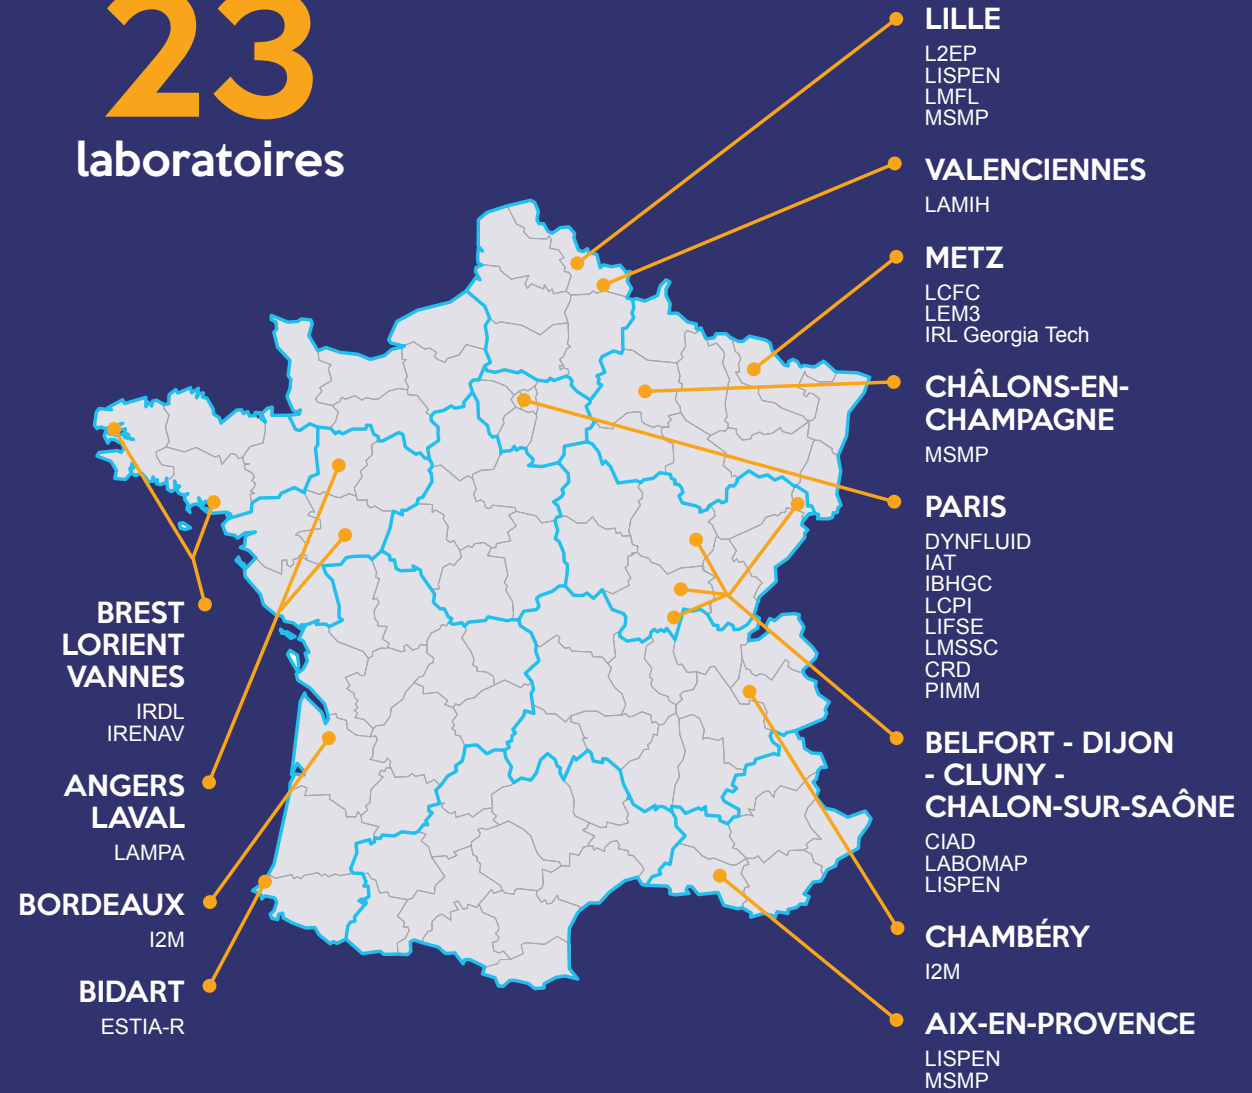 23
laboratoires
LILLE
L2EP
LISPEN
LMFL
MSMP
VALENCIENNES
LAMIH
METZ
LCFC
LEM3
IRL Georgia Tech
CHÂLONS-EN-
CHAMPAGNE
MSMP
PARIS
DYNFLUID
IAT
IBHGC
LCPI
LIFSE
LMSSC
CRD
PIMM
BELFORT - DIJON
- CLUNY -
CHALON-SUR-SAÔNE
CIAD
LABOMAP
LISPEN
CHAMBÉRY
I2M
AIX-EN-PROVENCE
LISPEN
MSMP
BREST
LORIENT
VANNES
IRDL
IRENAV
ANGERS
LAVAL
LAMPA
BORDEAUX
I2M
BIDART
ESTIA-R